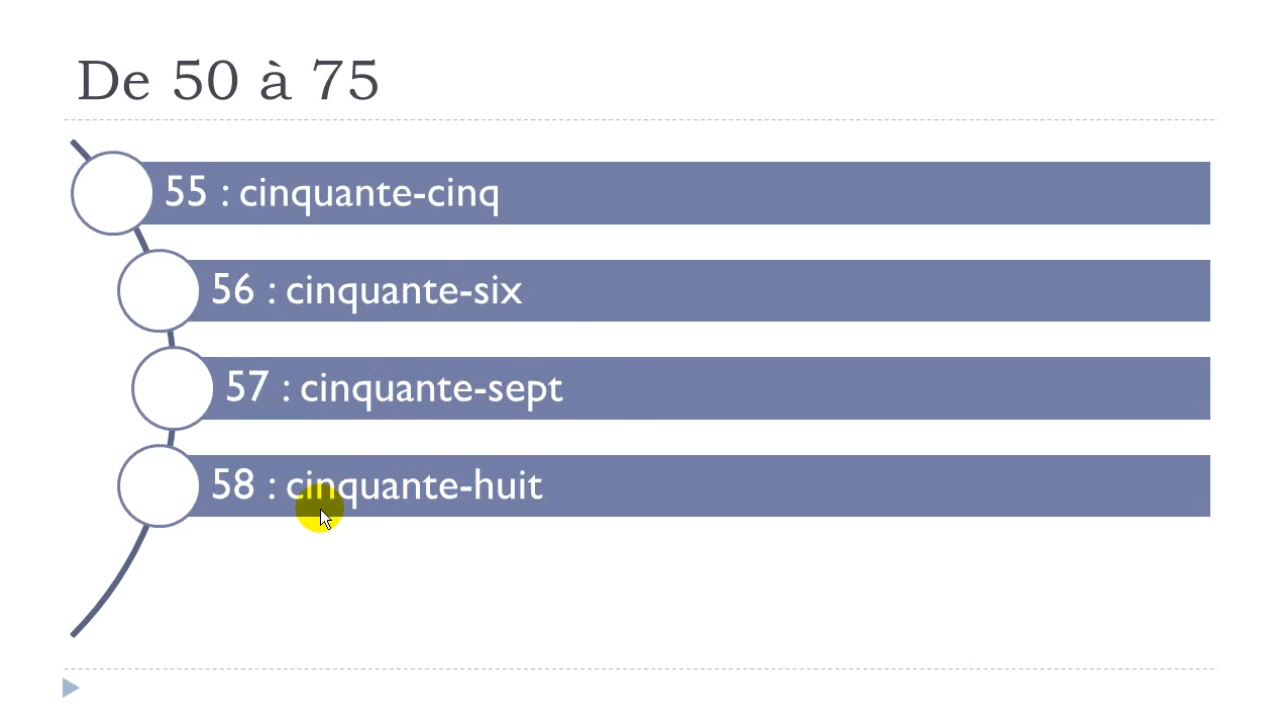 De 50 à 75
55 : cinquante-cinq
56 : cinquante-six
57 : cinquante-sept
58 : cinquante-huit